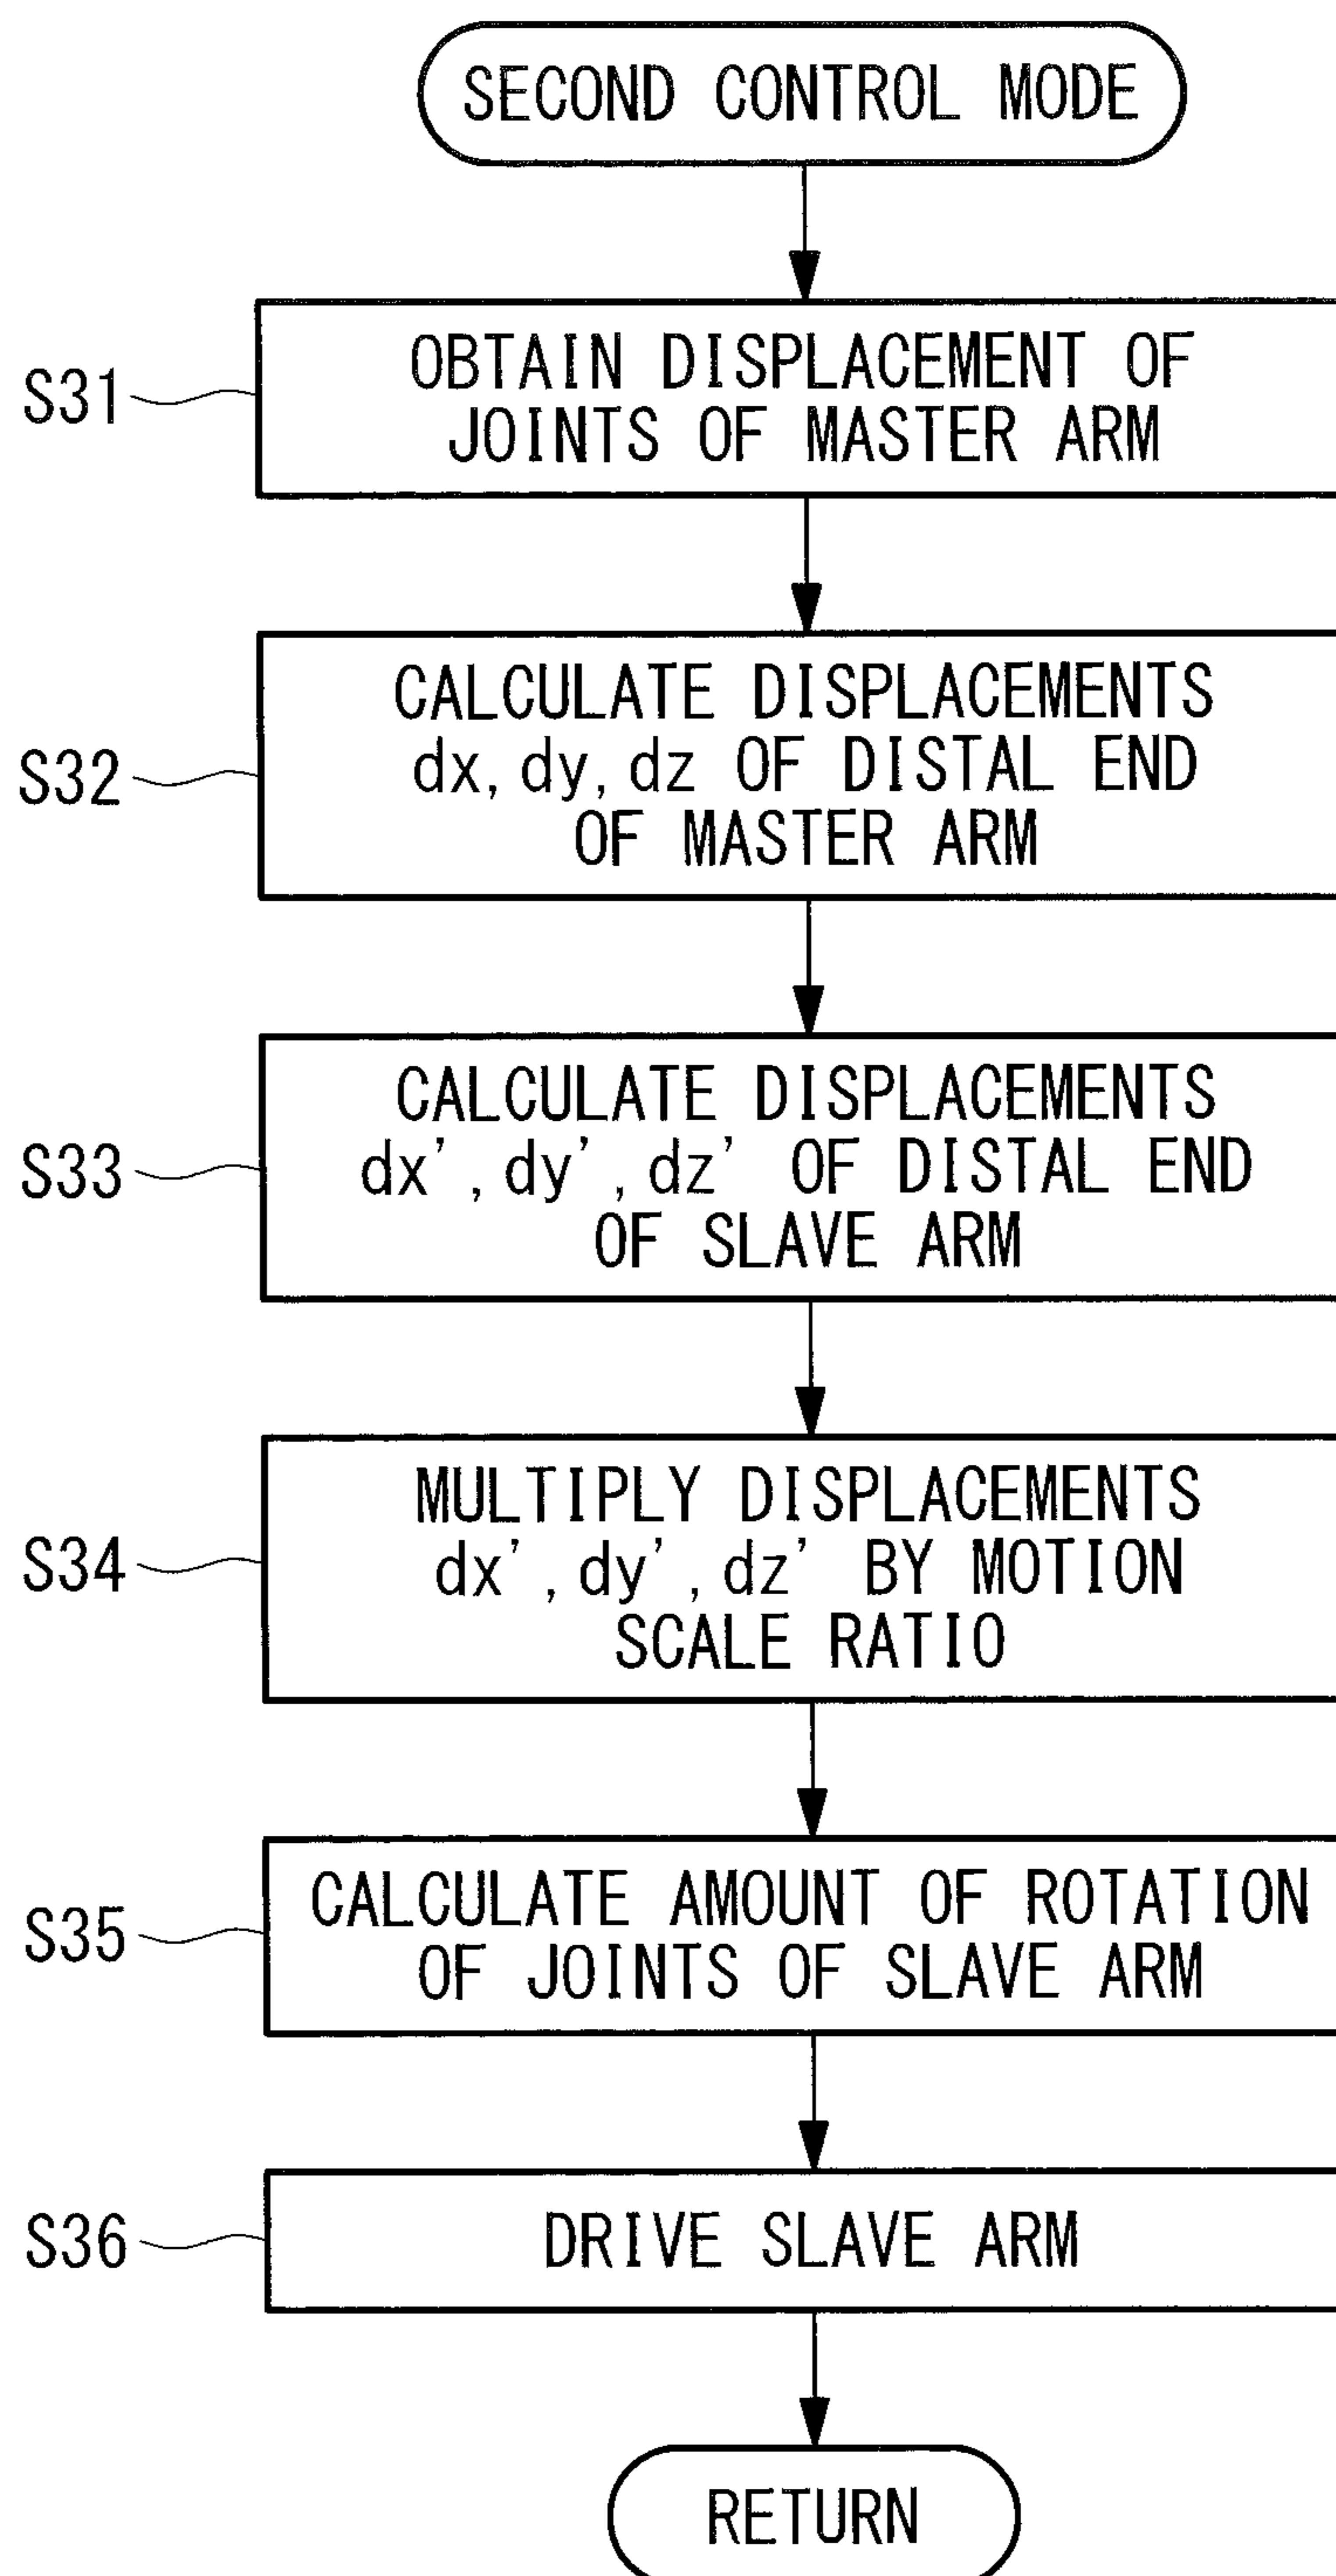 SECOND CONTROL MODE
S31
OBTAIN DISPLACEMENT OF
JOINTS OF MASTER ARM
S32
CALCULATE DISPLACEMENTS
dx, dy, dz OF DISTAL END
OF MASTER ARM
S33
CALCULATE DISPLACEMENTS
dx', dy', dz' OF DISTAL END
OF SLAVE ARM
S34
MULTIPLY DISPLACEMENTS
dx', dy', dz' BY MOTION
SCALE RATIO
S35
CALCULATE AMOUNT OF ROTATION
OF JOINTS OF SLAVE ARM
S36
DRIVE SLAVE ARM
RETURN